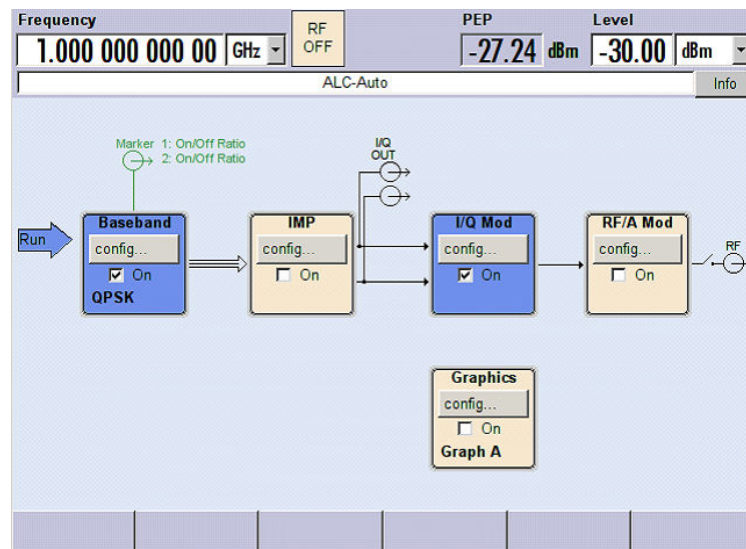 Frequency
1.000 000 000 00 GHz
RF
OFF
PEP
-27.24 dBm
Level
-30.00 dBm
ALC-Auto
Info
Marker 1: On/Off Ratio
2: On/Off Ratio
I/Q
OUT
Run
Baseband
config...
On
QPSK
IMP
config...
On
I/Q Mod
config...
On
RF/A Mod
config...
On
RF
Graphics
config...
On
Graph A